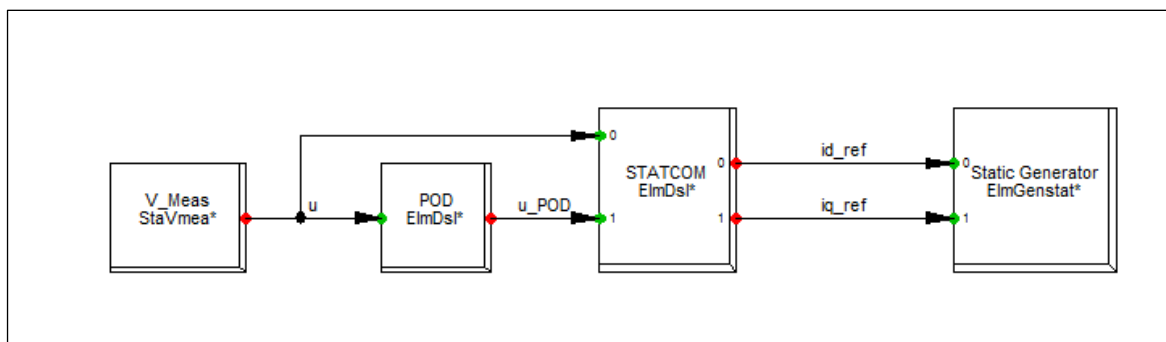 V_Meas
StaVmea*
u
POD
ElmDsl*
u_POD
0
1
STATCOM
ElmDsl*
0
1
id_ref
iq_ref
0
1
Static Generator
ElmGenstat*